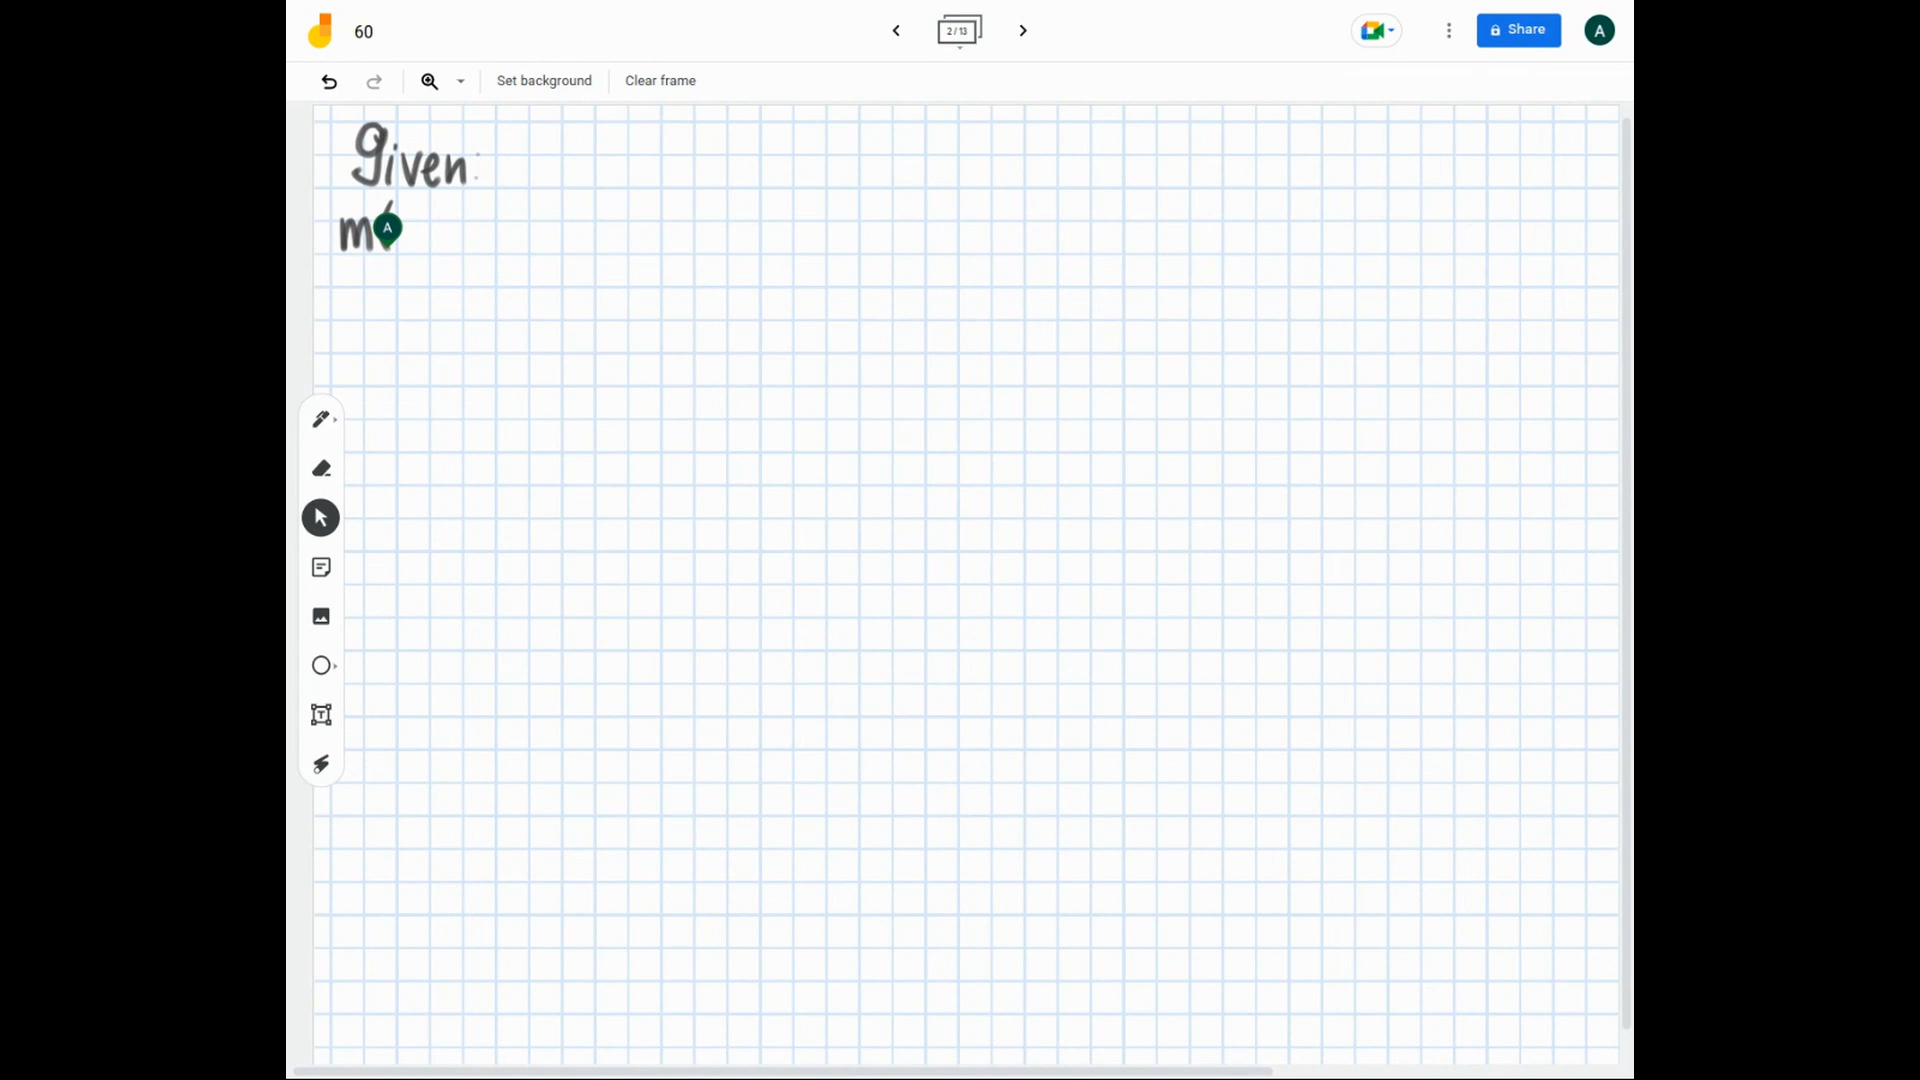 60
2 / 13
Share
A
Set background
Clear frame
Given:
m
A
T